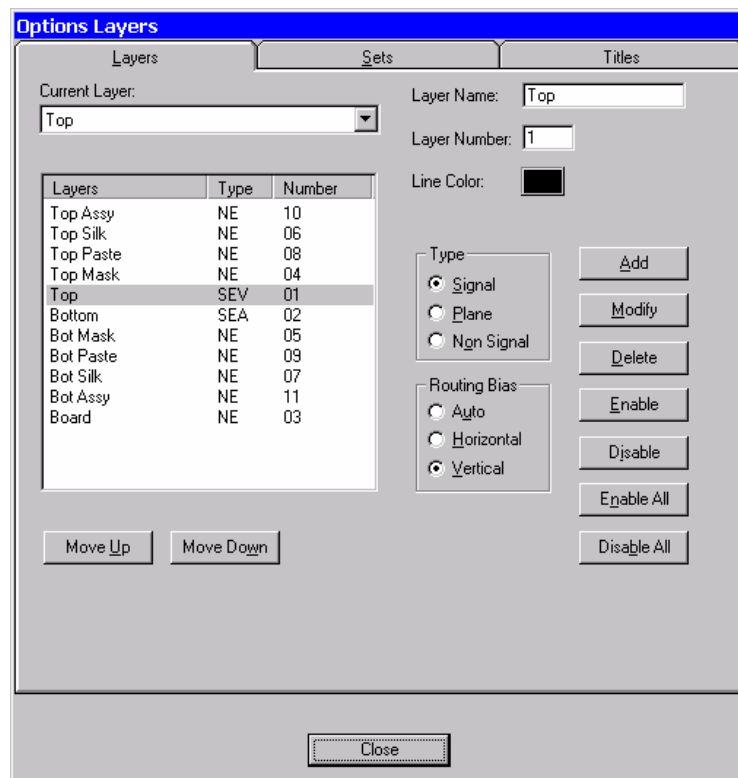 Options Layers
Layers Sets Titles
Current Layer:
Top
Layer Name: Top
Layer Number: 1
Line Color:
Layers Type Number
Top Assy NE 10
Top Silk NE 06
Top Paste NE 08
Top Mask NE 04
Top SEV 01
Bottom SEA 02
Bot Mask NE 05
Bot Paste NE 09
Bot Silk NE 07
Bot Assy NE 11
Board NE 03
Type
Signal
Plane
Non Signal
Routing Bias
Auto
Horizontal
Vertical
Add
Modify
Delete
Enable
Disable
Enable All
Disable All
Move Up Move Down
Close